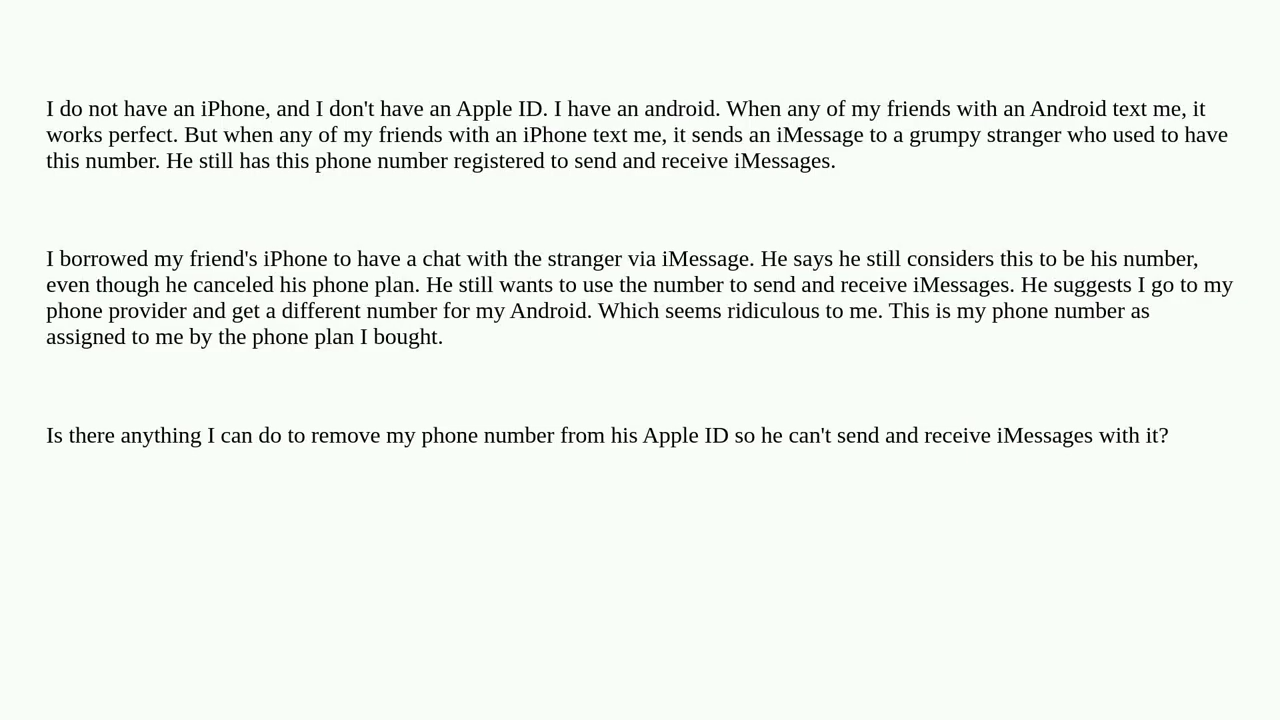 I do not have an iPhone, and I don't have an Apple ID. I have an android. When any of my friends with an Android text me, it
works perfect. But when any of my friends with an iPhone text me, it sends an iMessage to a grumpy stranger who used to have
this number. He still has this phone number registered to send and receive iMessages.
I borrowed my friend's iPhone to have a chat with the stranger via iMessage. He says he still considers this to be his number,
even though he canceled his phone plan. He still wants to use the number to send and receive iMessages. He suggests I go to my
phone provider and get a different number for my Android. Which seems ridiculous to me. This is my phone number as
assigned to me by the phone plan I bought.
Is there anything I can do to remove my phone number from his Apple ID so he can't send and receive iMessages with it?